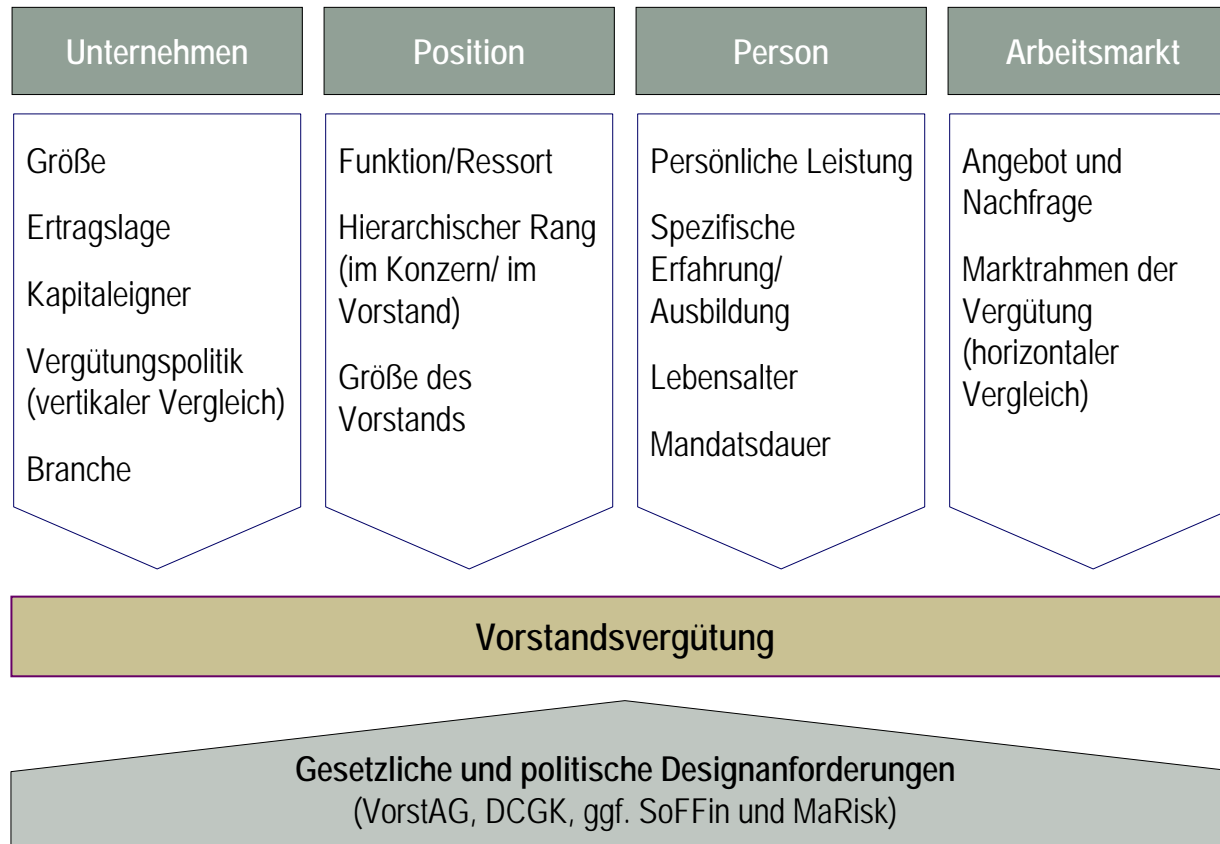 Unternehmen
Größe
Ertragslage
Kapitaleigner
Vergütungspolitik
(vertikaler Vergleich)
Branche
Position
Funktion/Ressort
Hierarchischer Rang
(im Konzern/ im
Vorstand)
Größe des
Vorstands
Person
Persönliche Leistung
Spezifische
Erfahrung/
Ausbildung
Lebensalter
Mandatsdauer
Arbeitsmarkt
Angebot und
Nachfrage
Marktrahmen der
Vergütung
(horizontaler
Vergleich)
Vorstandsvergütung
Gesetzliche und politische Designanforderungen
(VorstAG, DCGK, ggf. SoFFin und MaRisk)